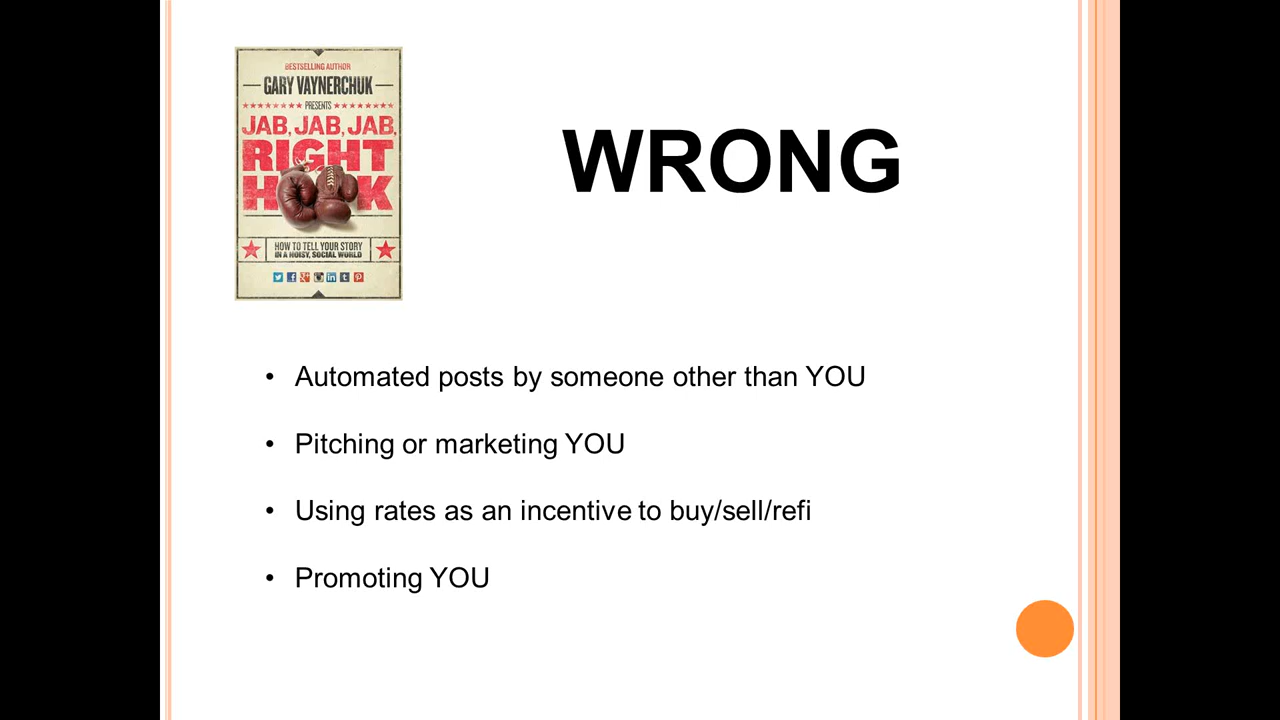 BESTSELLING AUTHOR
GARY VAYNERCHUK
PRESENTS
JAB, JAB, JAB,
RIGHT
HOOK
HOW TO TELL YOUR STORY
IN A NOISY, SOCIAL WORLD
WRONG
• Automated posts by someone other than YOU
• Pitching or marketing YOU
• Using rates as an incentive to buy/sell/refi
• Promoting YOU